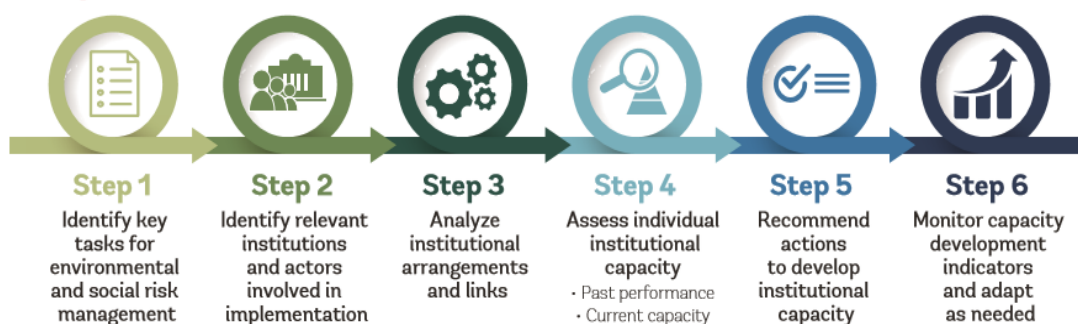 Step 1
Identify key
tasks for
environmental
and social risk
management
Step 2
Identify relevant
institutions
and actors
involved in
implementation
Step 3
Analyze
institutional
arrangements
and links
Step 4
Assess individual
institutional
capacity
• Past performance
• Current capacity
Step 5
Recommend
actions
to develop
institutional
capacity
Step 6
Monitor capacity
development
indicators
and adapt
as needed